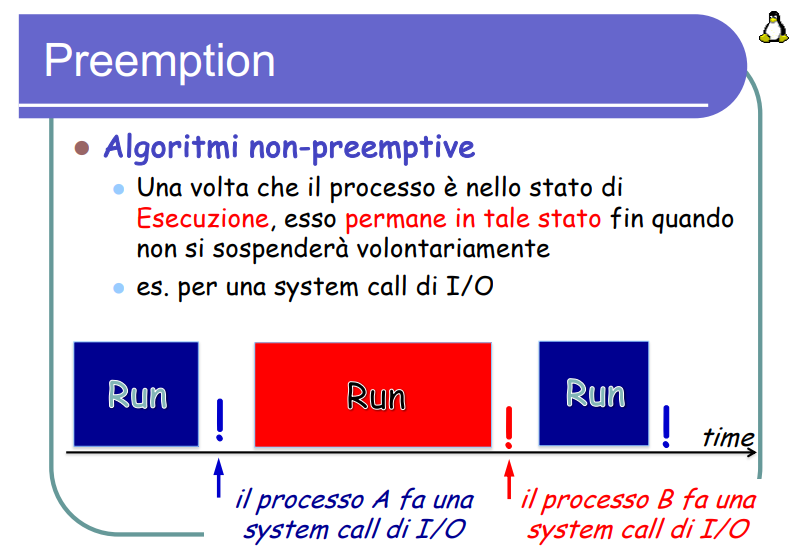 Preemption
Algoritmi non-preemptive
Una volta che il processo è nello stato di
Esecuzione, esso permane in tale stato fin quando
non si sospenderà volontariamente
es. per una system call di I/O
Run
!
Run
!
Run
!
time
il processo A fa una
system call di I/O
il processo B fa una
system call di I/O